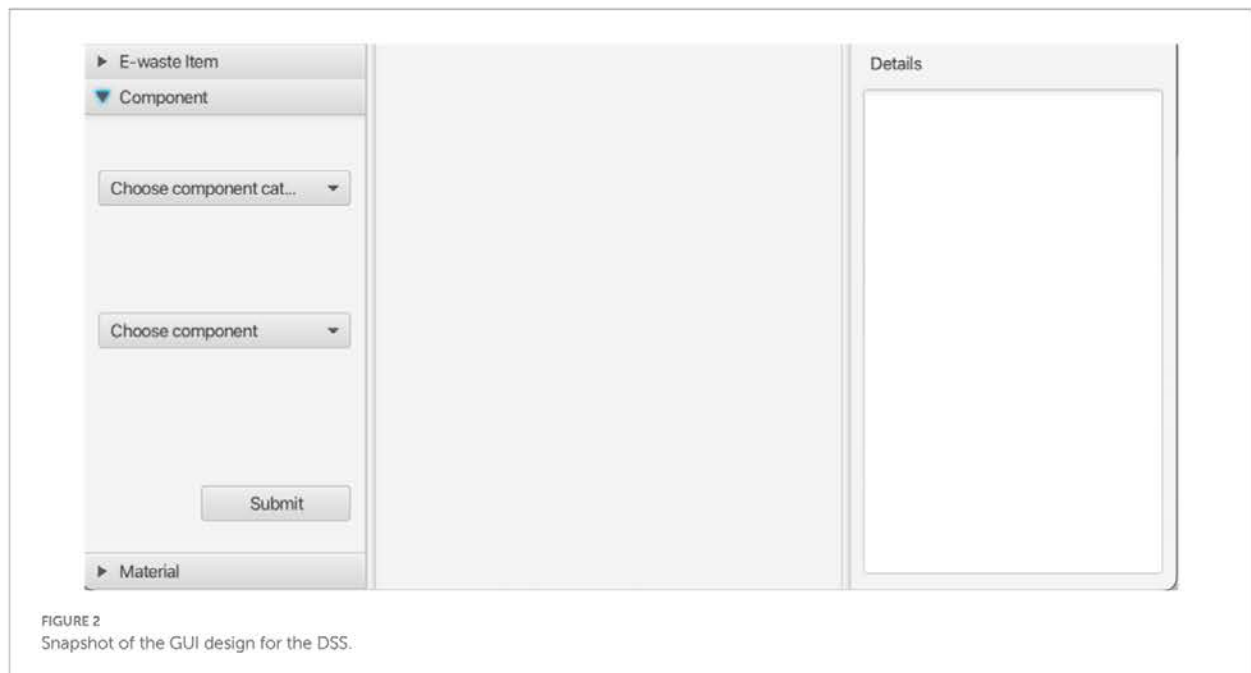 E-waste Item
Component
Choose component cat...
Choose component
Submit
Material
Details
FIGURE 2
Snapshot of the GUI design for the DSS.